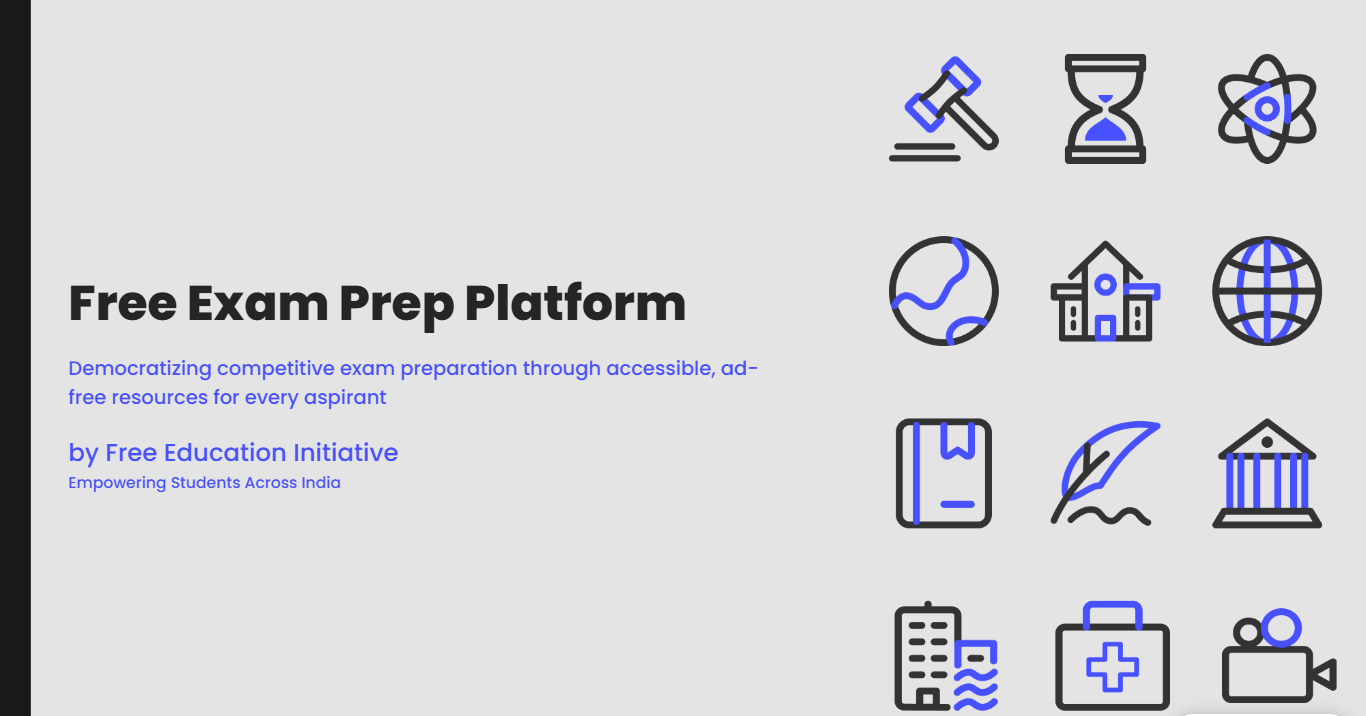 Free Exam Prep Platform
Democratizing competitive exam preparation through accessible, ad-
free resources for every aspirant
by Free Education Initiative
Empowering Students Across India